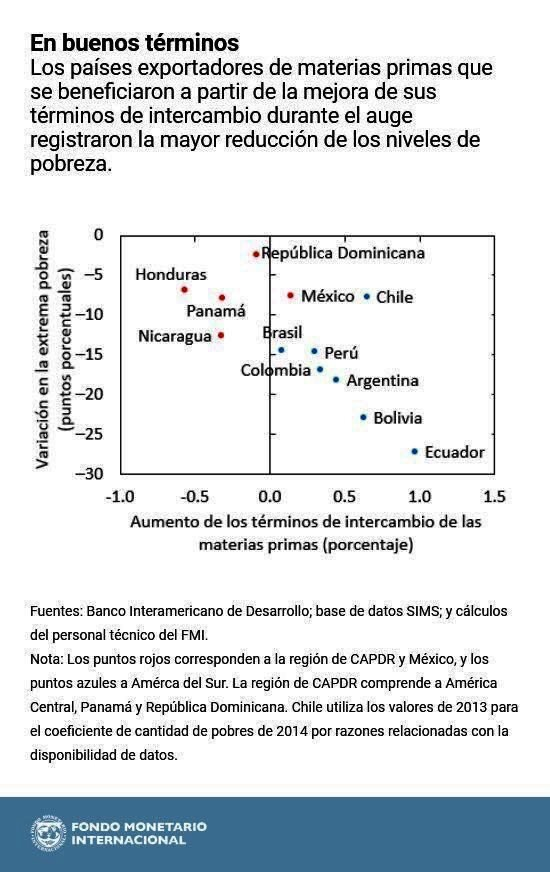 En buenos términos
Los países exportadores de materias primas que
se beneficiaron a partir de la mejora de sus
términos de intercambio durante el auge
registraron la mayor reducción de los niveles de
pobreza.
Variación en la extrema pobreza
(puntos porcentuales)
0
−5
−10
−15
−20
−25
−30
República Dominicana
Honduras
Panamá
México
Chile
Nicaragua
Brasil
Perú
Colombia
Argentina
Bolivia
Ecuador
-1.0 -0.5 0.0 0.5 1.0 1.5
Aumento de los términos de intercambio de las
materias primas (porcentaje)
Fuentes: Banco Interamericano de Desarrollo; base de datos SIMS; y cálculos
del personal técnico del FMI.
Nota: Los puntos rojos corresponden a la región de CAPDR y México, y los
puntos azules a Amérca del Sur. La región de CAPDR comprende a América
Central, Panamá y República Dominicana. Chile utiliza los valores de 2013 para
el coeficiente de cantidad de pobres de 2014 por razones relacionadas con la
disponibilidad de datos.
FONDO MONETARIO
INTERNACIONAL